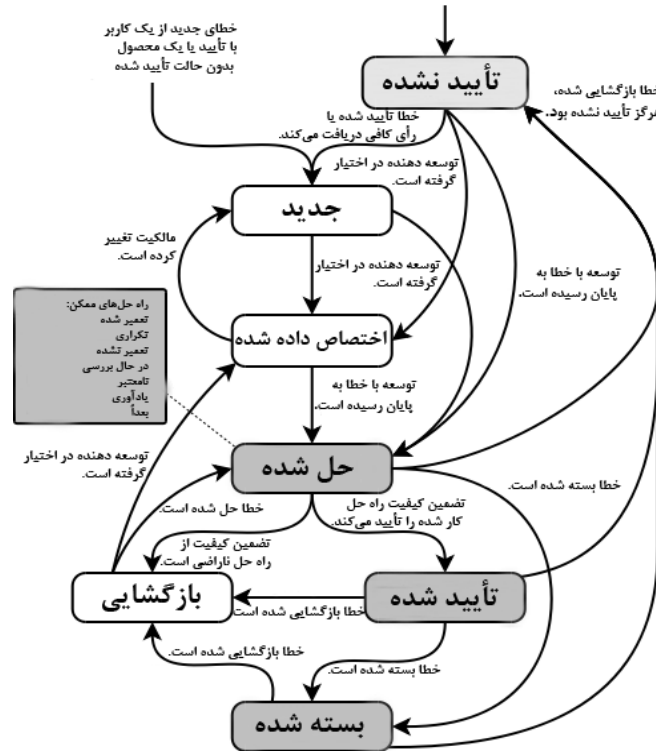 خطای جدید از یک کاربر
با تأیید یا یک محصول
بدون حالت تأیید شده
تأیید نشده
خطا بازگشایی شده،
هرگز تأیید نشده بود.
خطا تأیید شده یا
رأی کافی دریافت می‌کند.
توسعه دهنده در اختیار
گرفته است.
جدید
مالکیت تغییر
کرده است.
توسعه دهنده در اختیار
گرفته است.
توسعه با خطا به
پایان رسیده است.
راه حل‌های ممکن:
تعمیر شده
تکراری
تعمیر نشده
در حال بررسی
نامعتبر
یادآوری
بعداً
اختصاص داده شده
توسعه با خطا به
پایان رسیده است.
توسعه دهنده در اختیار
گرفته است.
حل شده
خطا بسته شده است.
خطا حل شده است.
تضمین کیفیت راه حل
کار شده را تأیید می‌کند.
تضمین کیفیت از
راه حل ناراضی است.
بازگشایی
خطا بازگشایی شده است
تأیید شده
خطا بازگشایی شده است.
خطا بسته شده است.
بسته شده